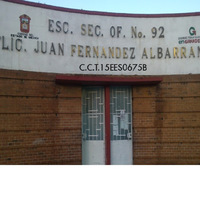 ESC. SEC. OF. No. 92
"LIC. JUAN FERNANDEZ ALBARRAN
C.C.T.15EES0675B